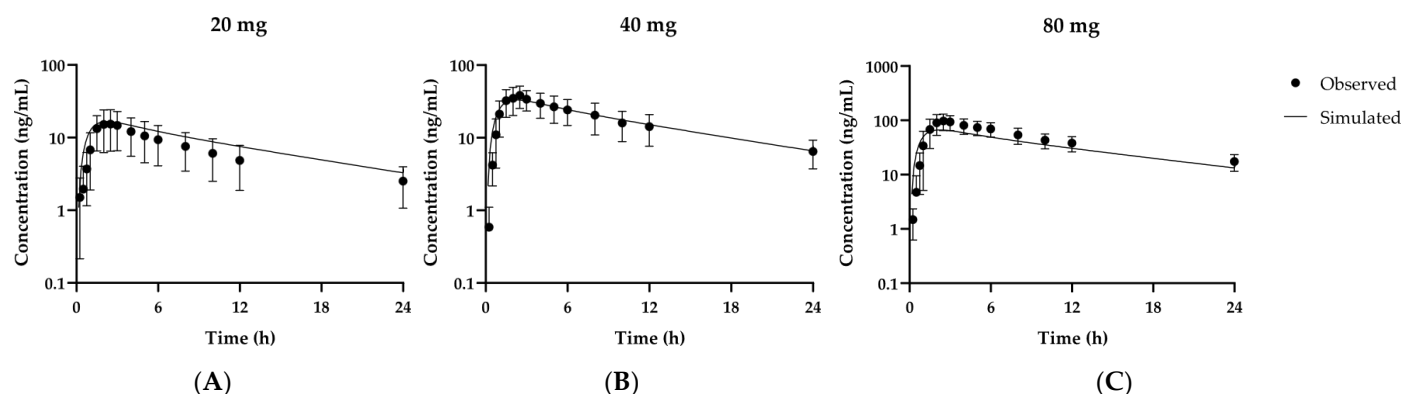 20 mg
40 mg
80 mg
Concentration (ng/mL)
100
10
1
0.1
0
6
12
18
24
Time (h)
(A)
Concentration (ng/mL)
100
10
1
0.1
0
6
12
18
24
Time (h)
(B)
Concentration (ng/mL)
1000
100
10
1
0.1
0
6
12
18
24
Time (h)
(C)
Observed
Simulated